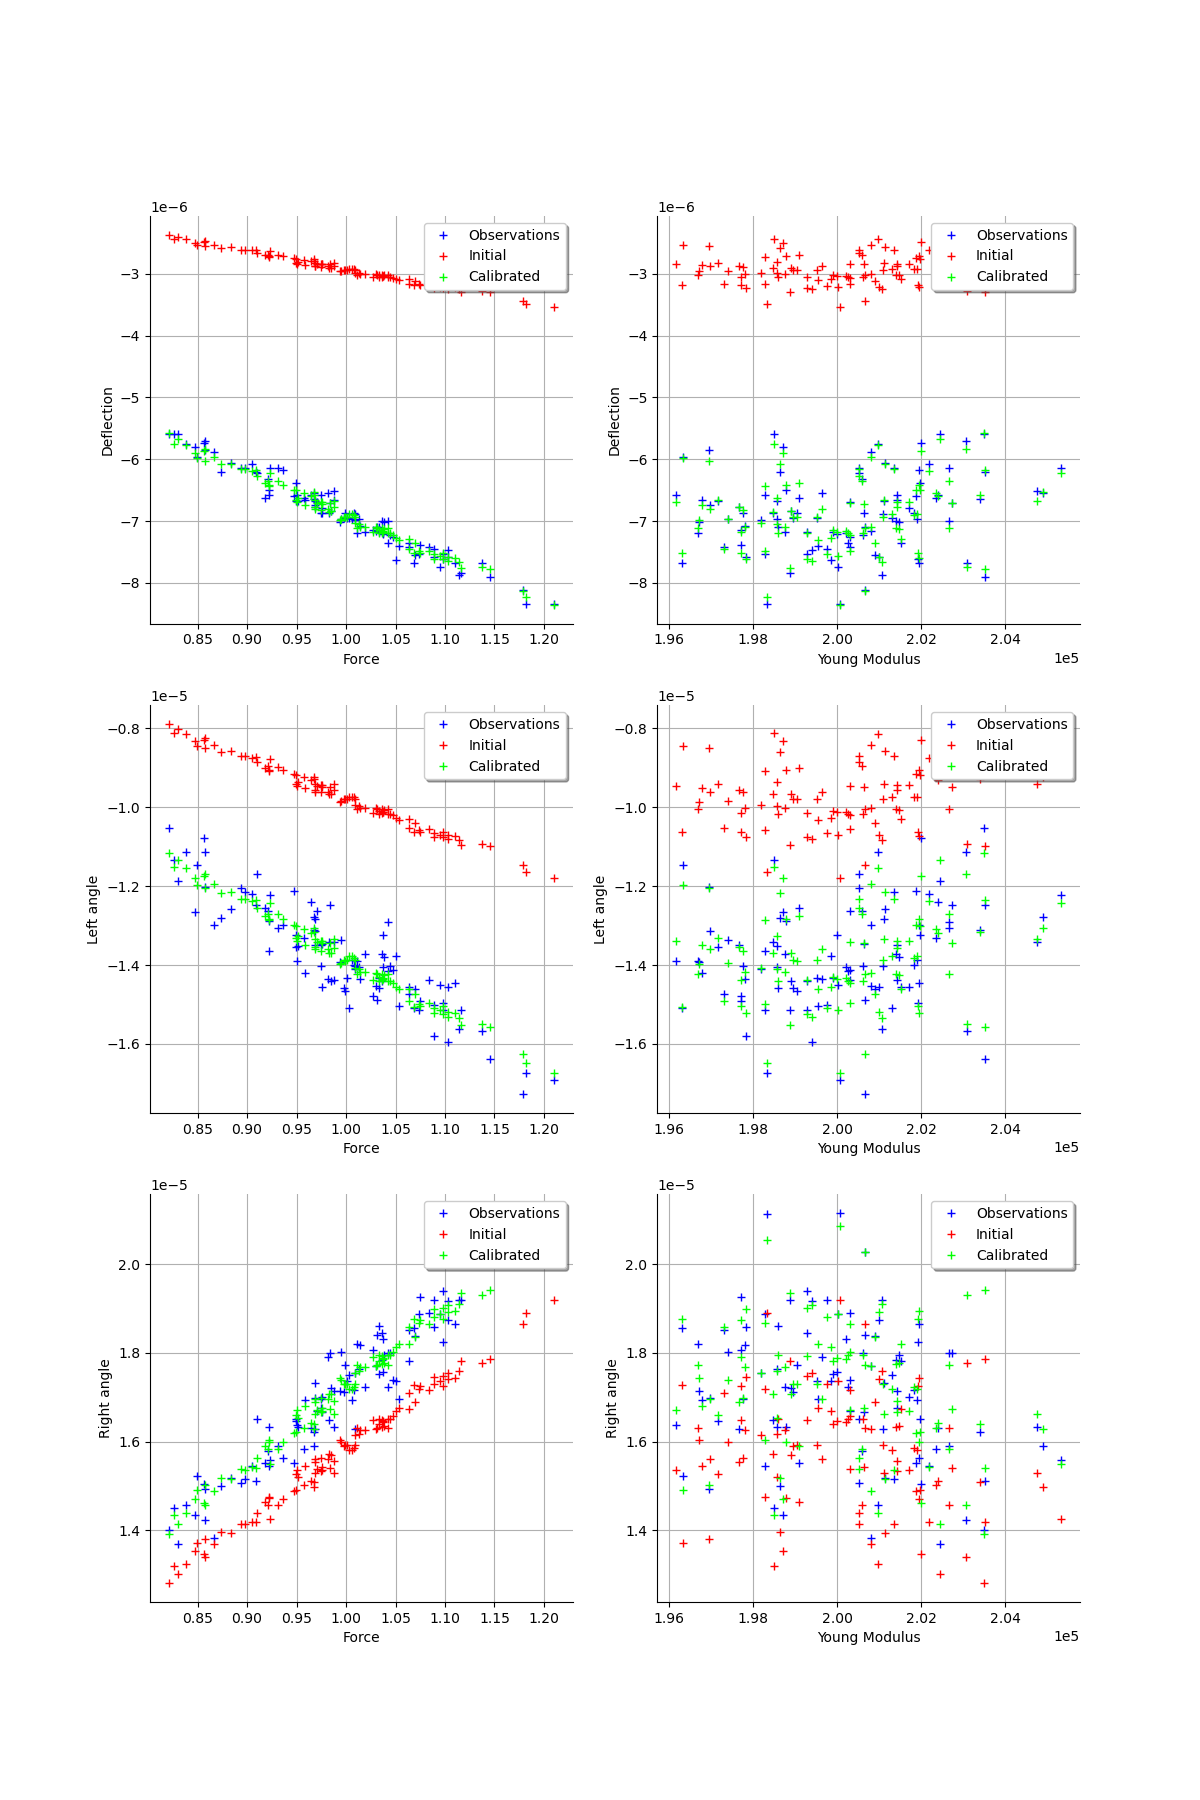 1e−6
Observations
Initial
Calibrated
−3
−4
−5
−6
−7
−8
Deflection
0.85 0.90 0.95 1.00 1.05 1.10 1.15 1.20
Force
1e−6
Observations
Initial
Calibrated
−3
−4
−5
−6
−7
−8
Deflection
1.96 1.98 2.00 2.02 2.04
1e5
Young Modulus
1e−5
Observations
Initial
Calibrated
−0.8
−1.0
−1.2
−1.4
−1.6
Left angle
0.85 0.90 0.95 1.00 1.05 1.10 1.15 1.20
Force
1e−5
Observations
Initial
Calibrated
−0.8
−1.0
−1.2
−1.4
−1.6
Left angle
1.96 1.98 2.00 2.02 2.04
1e5
Young Modulus
1e−5
Observations
Initial
Calibrated
2.0
1.8
1.6
1.4
Right angle
0.85 0.90 0.95 1.00 1.05 1.10 1.15 1.20
Force
1e−5
Observations
Initial
Calibrated
2.0
1.8
1.6
1.4
Right angle
1.96 1.98 2.00 2.02 2.04
1e5
Young Modulus